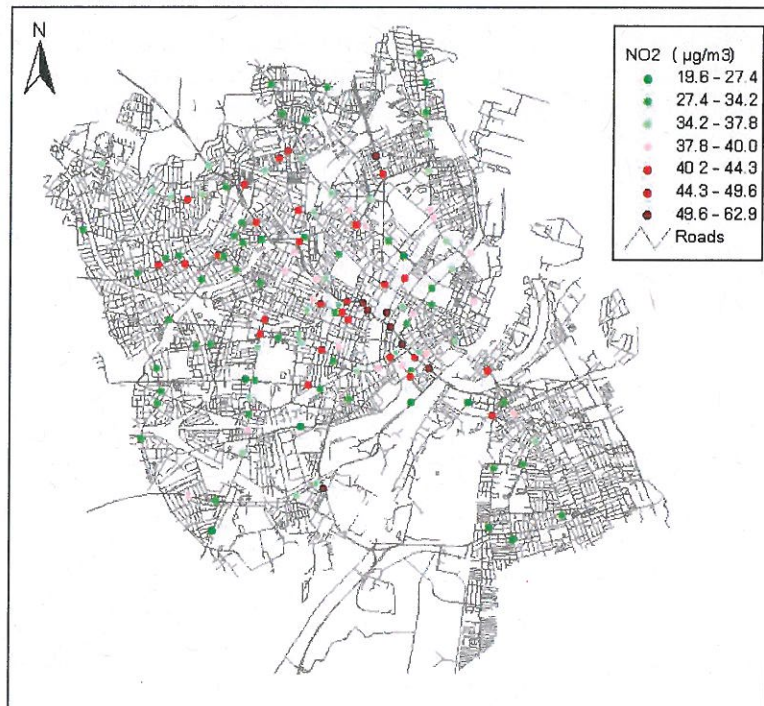 N
NO2 ( µg/m3)
19.6 – 27.4
27.4 – 34.2
34.2 – 37.8
37.8 – 40.0
40.2 – 44.3
44.3 – 49.6
49.6 – 62.9
Roads